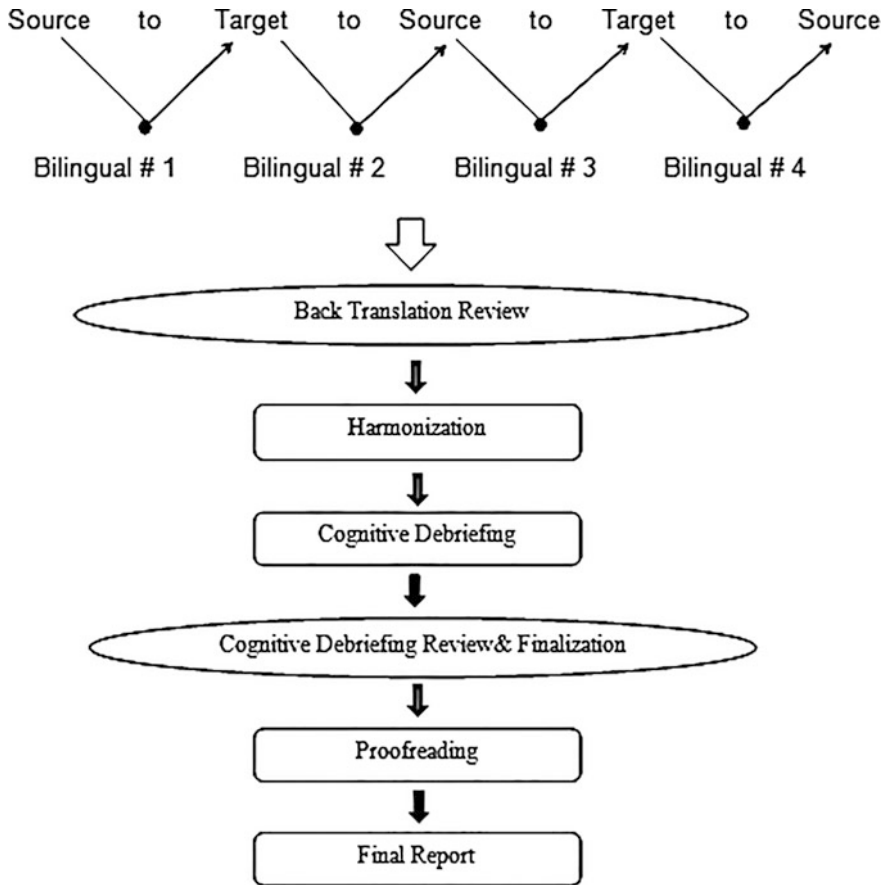 Source to Target to Source to Target to Source
Bilingual # 1 Bilingual # 2 Bilingual # 3 Bilingual # 4
Back Translation Review
Harmonization
Cognitive Debriefing
Cognitive Debriefing Review& Finalization
Proofreading
Final Report